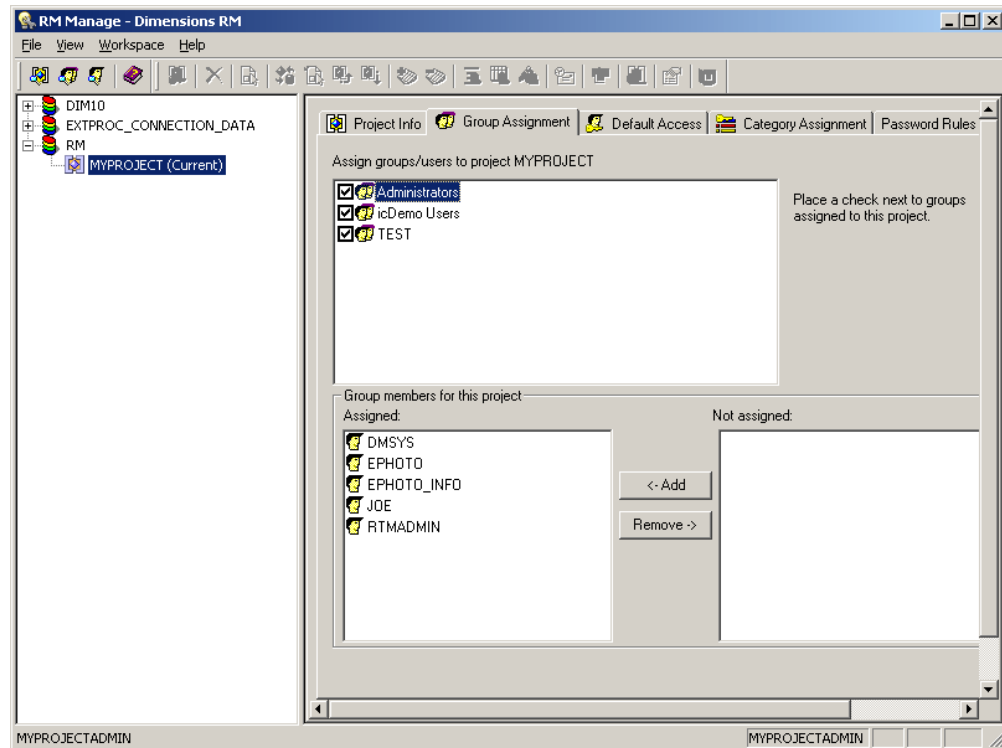 RM Manage - Dimensions RM
File View Workspace Help
DIM10
EXTPROC_CONNECTION_DATA
RM
MYPROJECT (Current)
Project Info Group Assignment Default Access Category Assignment Password Rules
Assign groups/users to project MYPROJECT
Administrators
icDemo Users
TEST
Place a check next to groups
assigned to this project.
Group members for this project
Assigned:
Not assigned:
DMSYS
EPHOTO
EPHOTO_INFO
JOE
RTMADMIN
<- Add
Remove ->
MYPROJECTADMIN
MYPROJECTADMIN